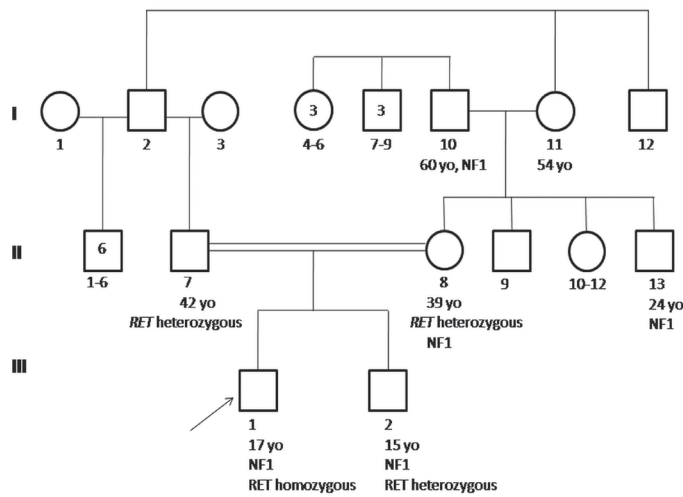 I
3
3
1
2
3
4-6
7-9
10
11
12
60 yo, NF1
54 yo
II
6
1-6
7
8
9
10-12
13
42 yo
39 yo
24 yo
RET heterozygous
RET heterozygous
NF1
NF1
III
1
2
17 yo
15 yo
NF1
NF1
RET homozygous
RET heterozygous